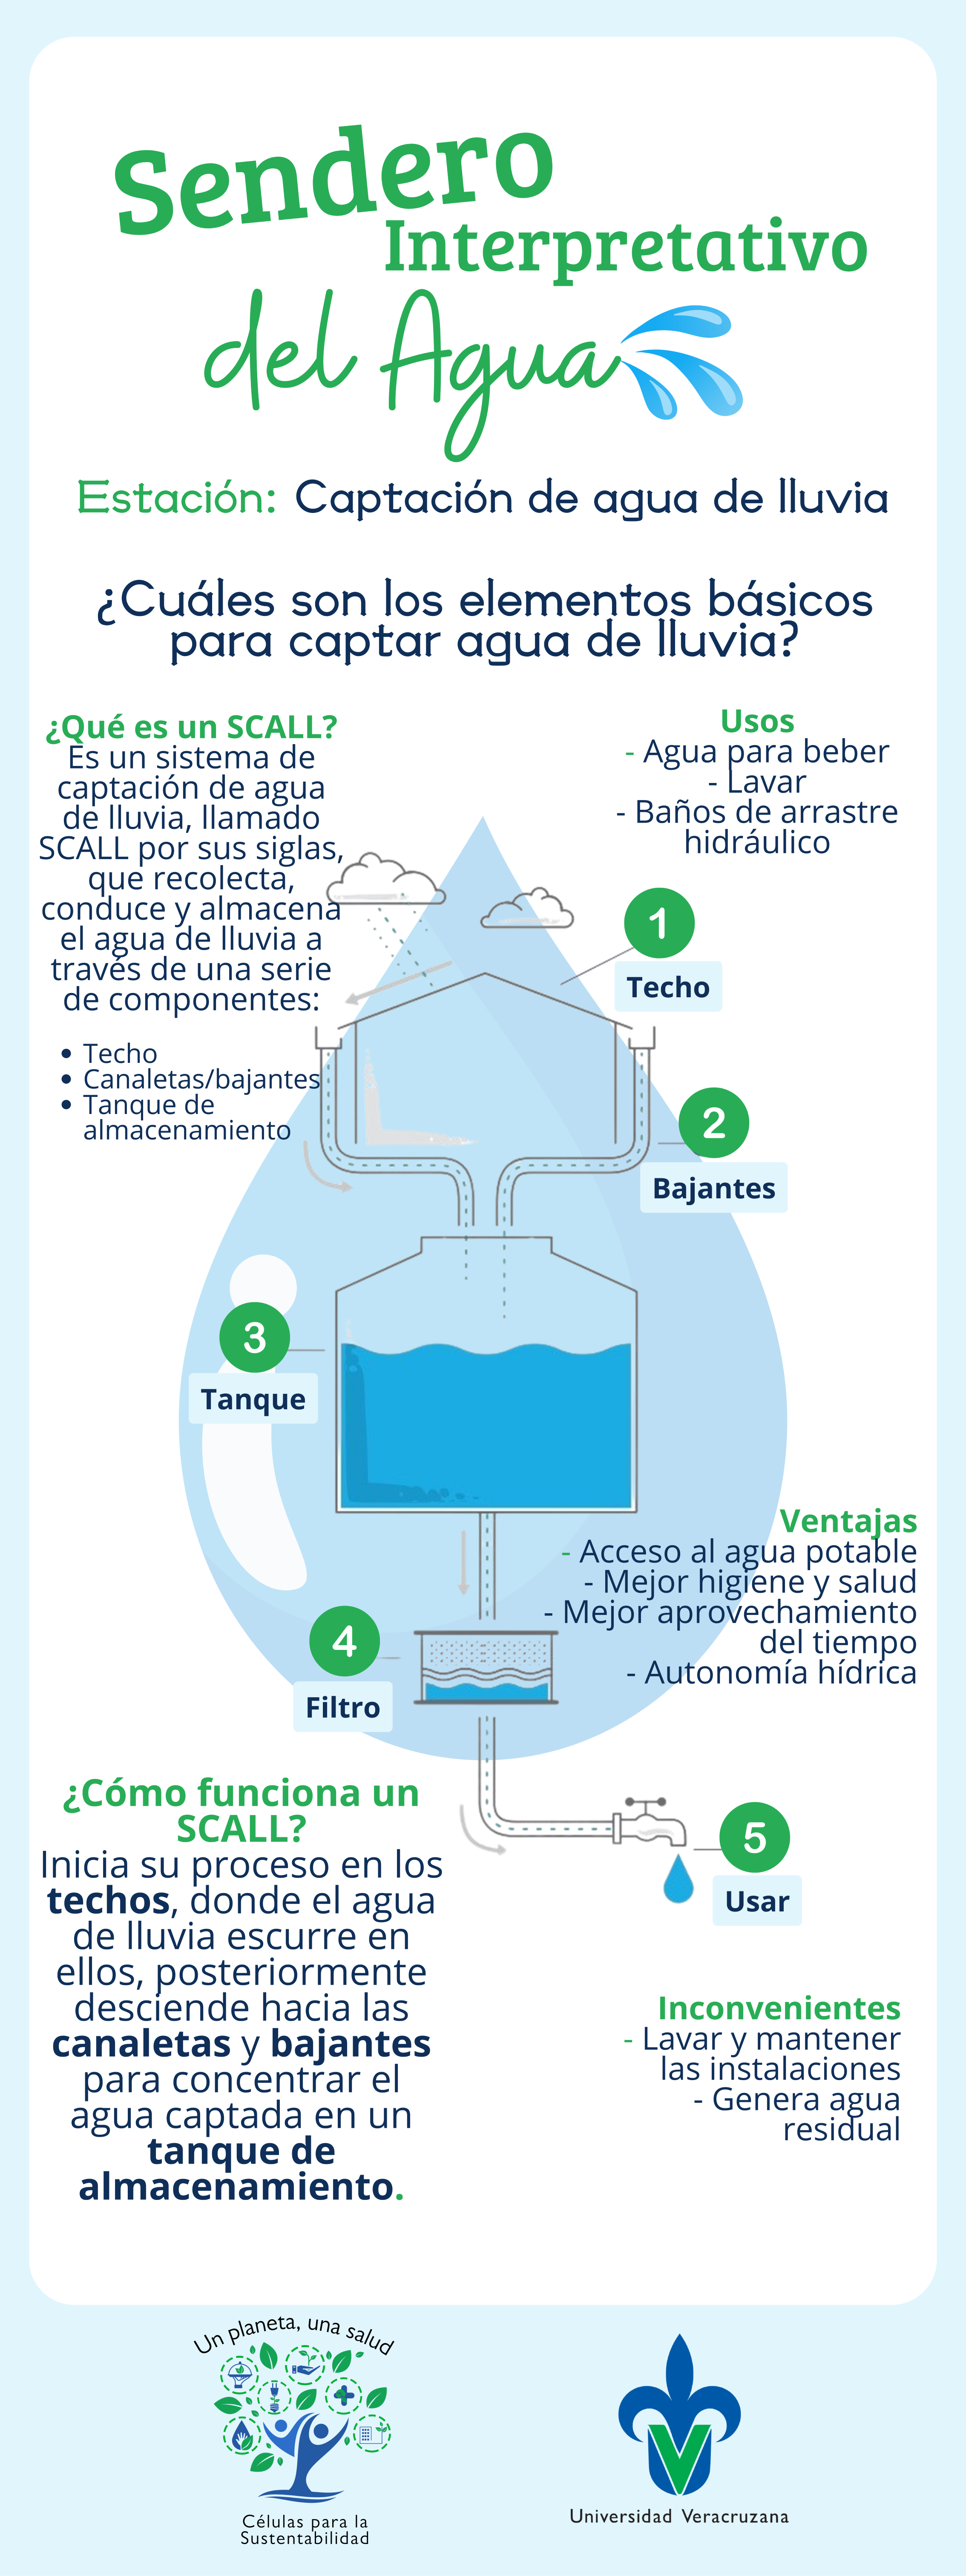 Sendero
Interpretativo
del Agua
Estación: Captación de agua de lluvia
¿Cuáles son los elementos básicos
para captar agua de lluvia?
¿Qué es un SCALL?
Es un sistema de
captación de agua
de lluvia, llamado
SCALL por sus siglas,
que recolecta,
conduce y almacena
el agua de lluvia a
través de una serie
de componentes:
• Techo
• Canaletas/bajantes
• Tanque de
almacenamiento
Usos
- Agua para beber
- Lavar
- Baños de arrastre
hidráulico
1
Techo
2
Bajantes
3
Tanque
Ventajas
- Acceso al agua potable
- Mejor higiene y salud
- Mejor aprovechamiento
del tiempo
- Autonomía hídrica
4
Filtro
¿Cómo funciona un
SCALL?
Inicia su proceso en los
techos, donde el agua
de lluvia escurre en
ellos, posteriormente
desciende hacia las
canaletas y bajantes
para concentrar el
agua captada en un
tanque de
almacenamiento.
5
Usar
Inconvenientes
- Lavar y mantener
las instalaciones
- Genera agua
residual
Un planeta, una salud
Células para la
Sustentabilidad
Universidad Veracruzana